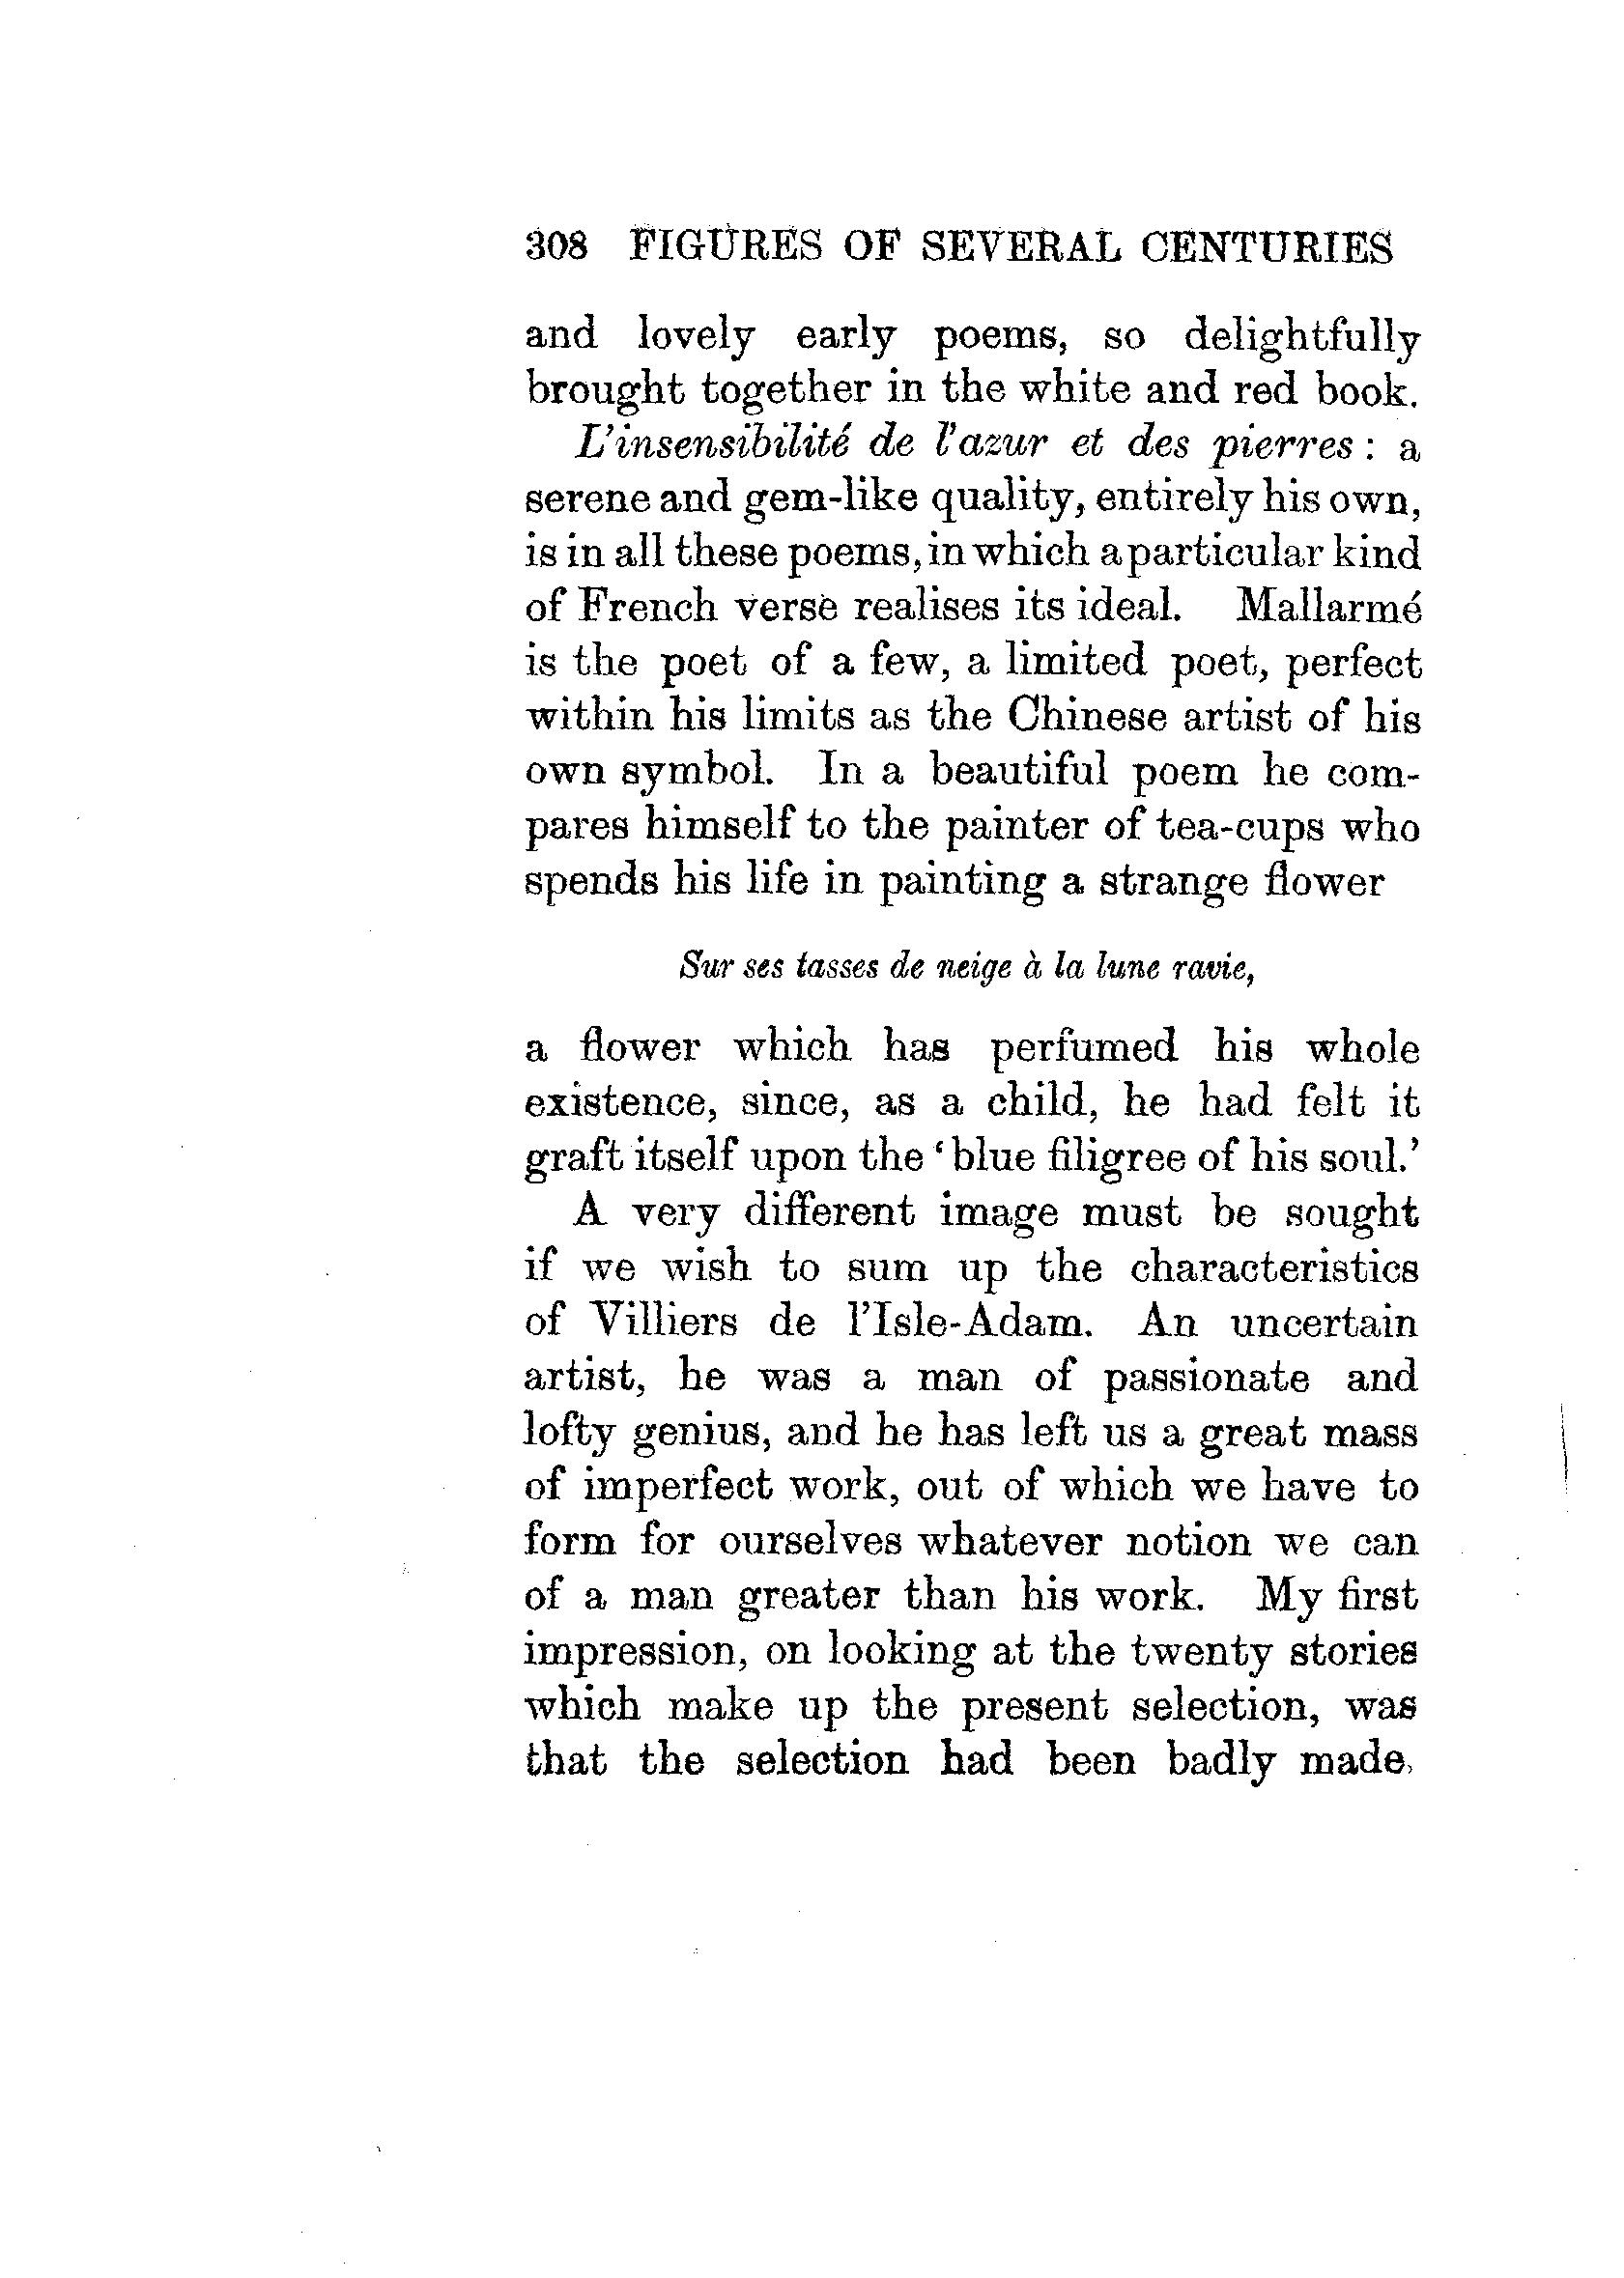 308 FIGURES OF SEVERAL CENTURIES
and lovely early poems, so delightfully
brought together in the white and red book.
L'insensibilité de l'azur et des pierres : a
serene and gem-like quality, entirely his own,
is in all these poems, in which a particular kind
of French verse realises its ideal. Mallarmé
is the poet of a few, a limited poet, perfect
within his limits as the Chinese artist of his
own symbol. In a beautiful poem he com-
pares himself to the painter of tea-cups who
spends his life in painting a strange flower
Sur ses tasses de neige à la lune ravie,
a flower which has perfumed his whole
existence, since, as a child, he had felt it
graft itself upon the ‘blue filigree of his soul.’
A very different image must be sought
if we wish to sum up the characteristics
of Villiers de l'Isle-Adam. An uncertain
artist, he was a man of passionate and
lofty genius, and he has left us a great mass
of imperfect work, out of which we have to
form for ourselves whatever notion we can
of a man greater than his work. My first
impression, on looking at the twenty stories
which make up the present selection, was
that the selection had been badly made,